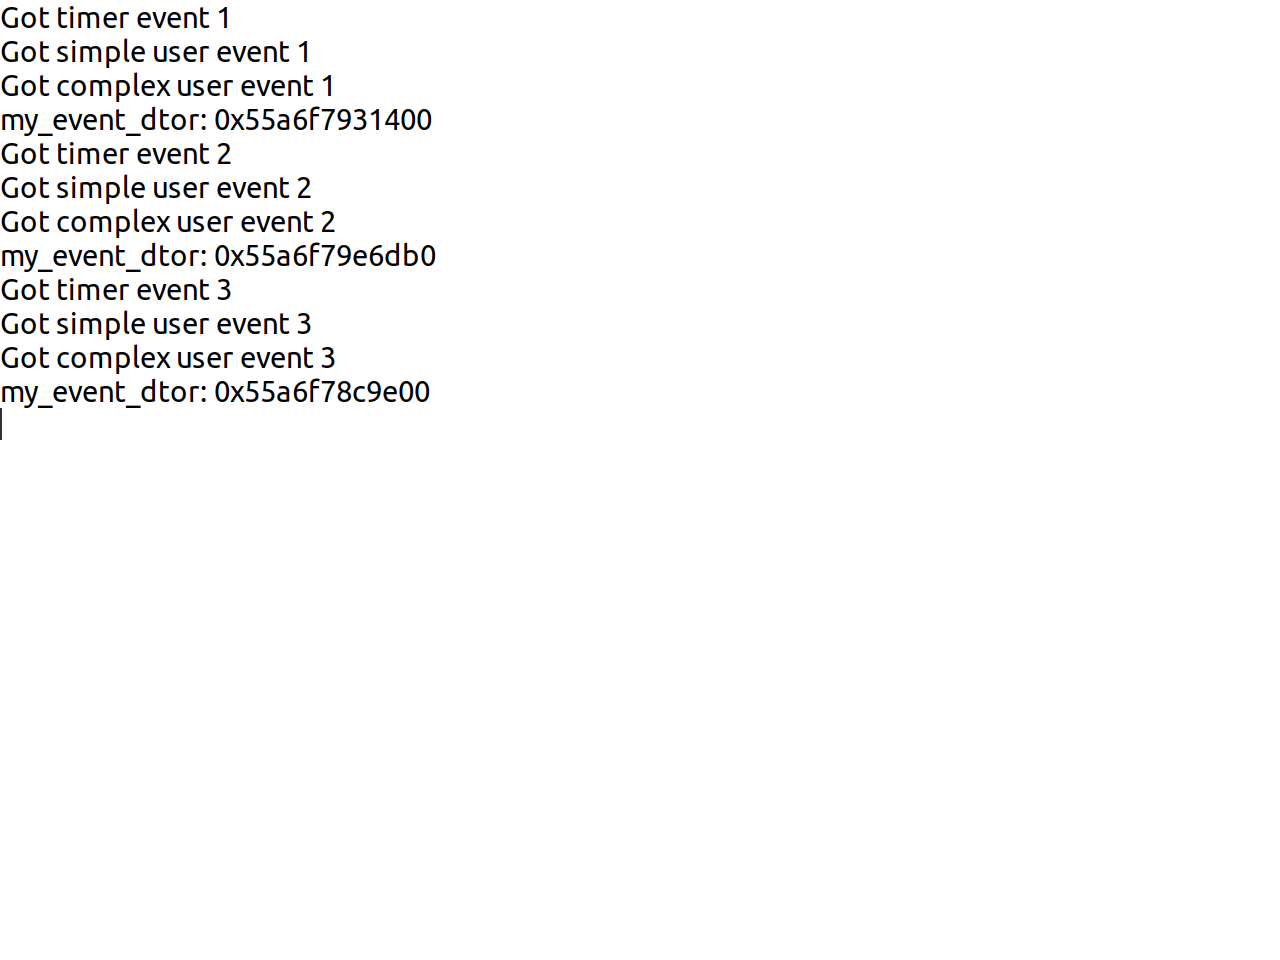 Got timer event 1
Got simple user event 1
Got complex user event 1
my_event_dtor: 0x55a6f7931400
Got timer event 2
Got simple user event 2
Got complex user event 2
my_event_dtor: 0x55a6f79e6db0
Got timer event 3
Got simple user event 3
Got complex user event 3
my_event_dtor: 0x55a6f78c9e00